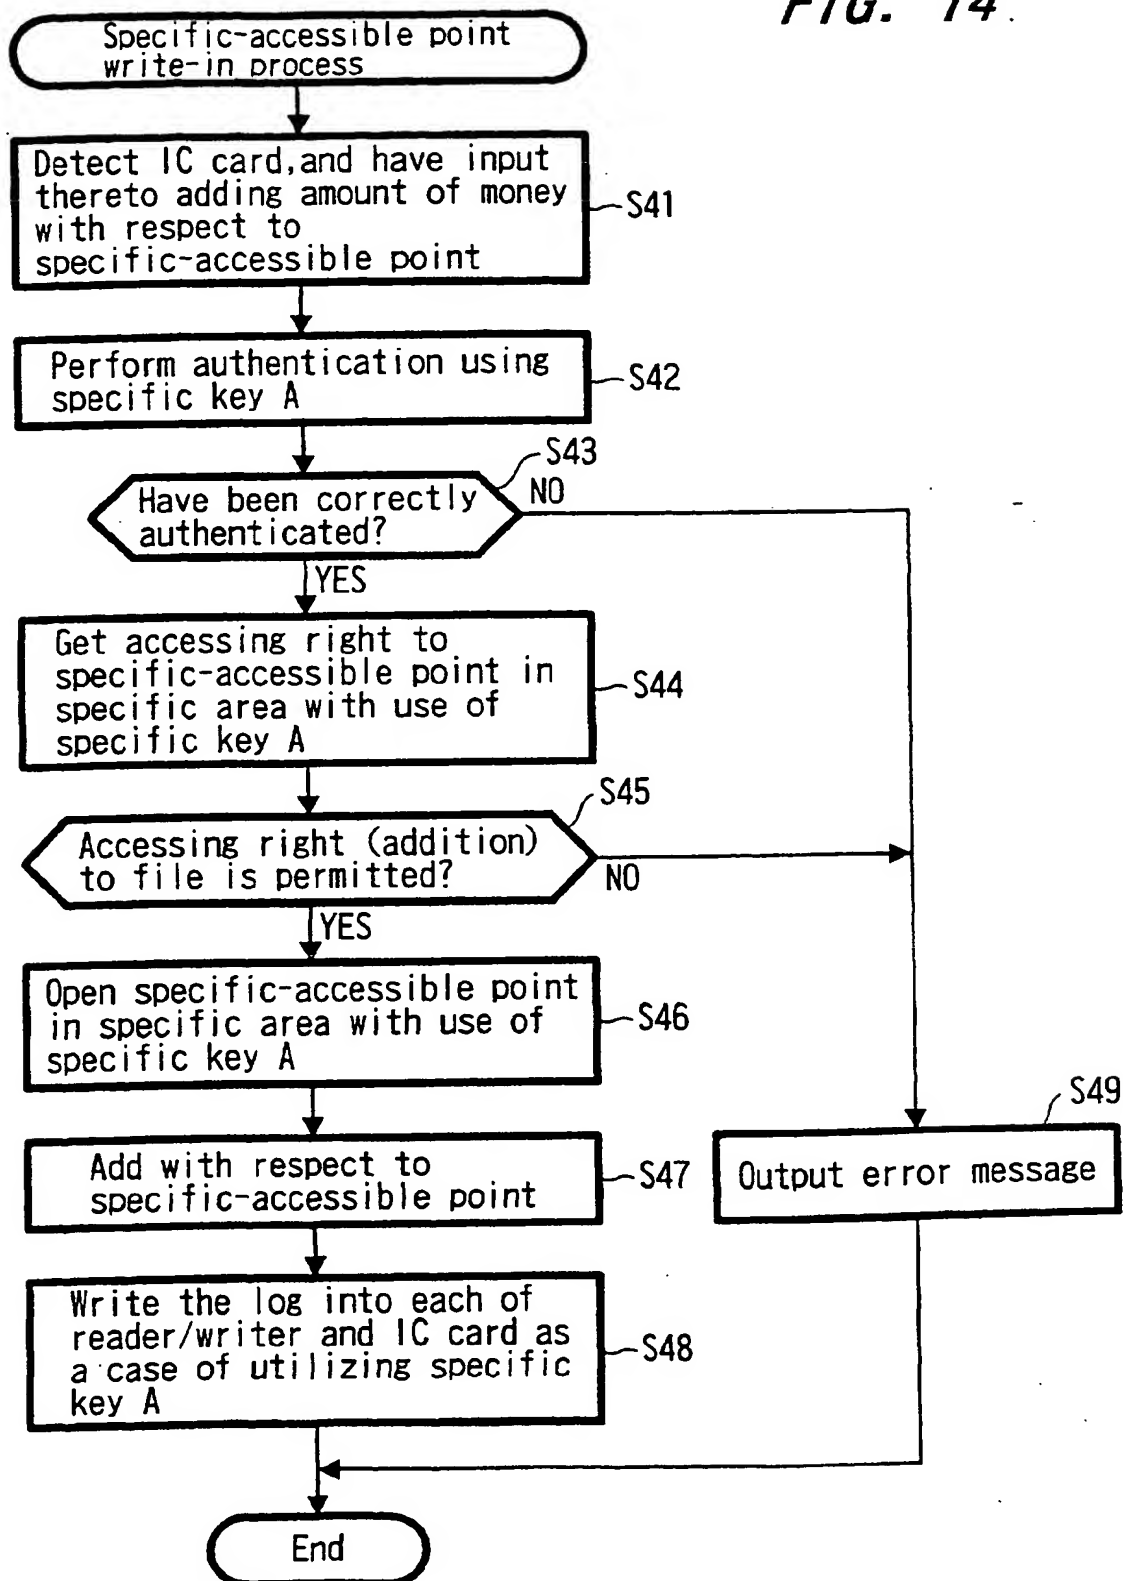 FIG. 14
Specific-accessible point
write-in process
Detect IC card,and have input
thereto adding amount of money
with respect to
specific-accessible point
S41
Perform authentication using
specific key A
S42
S43
Have been correctly
authenticated?
NO
YES
Get accessing right to
specific-accessible point in
specific area with use of
specific key A
S44
S45
Accessing right (addition)
to file is permitted?
NO
YES
Open specific-accessible point
in specific area with use of
specific key A
S46
Add with respect to
specific-accessible point
S47
S49
Output error message
Write the log into each of
reader/writer and IC card as
a case of utilizing specific
key A
S48
End